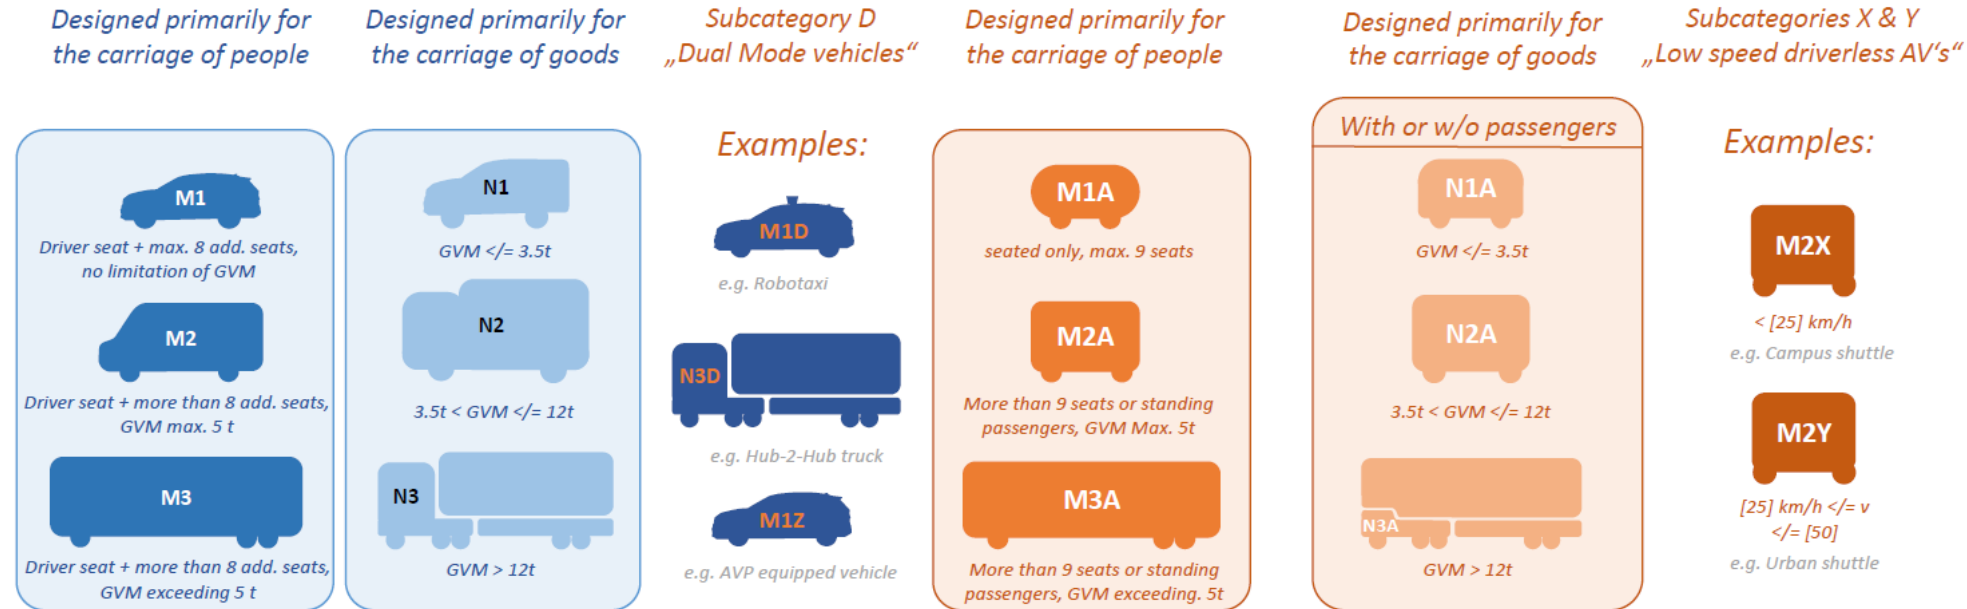 Designed primarily for
the carriage of people
M1
Driver seat + max. 8 add. seats,
no limitation of GVM
M2
Driver seat + more than 8 add. seats,
GVM max. 5 t
M3
Driver seat + more than 8 add. seats,
GVM exceeding 5 t
Designed primarily for
the carriage of goods
N1
GVM </= 3.5t
N2
3.5t < GVM </= 12t
N3
GVM > 12t
Subcategory D
„Dual Mode vehicles“
Examples:
M1D
e.g. Robotaxi
N3D
e.g. Hub-2-Hub truck
M1Z
e.g. AVP equipped vehicle
Designed primarily for
the carriage of people
M1A
seated only, max. 9 seats
M2A
More than 9 seats or standing
passengers, GVM Max. 5t
M3A
More than 9 seats or standing
passengers, GVM exceeding. 5t
Designed primarily for
the carriage of goods
With or w/o passengers
N1A
GVM </= 3.5t
N2A
3.5t < GVM </= 12t
N3A
GVM > 12t
Subcategories X & Y
„Low speed driverless AV‘s“
Examples:
M2X
< [25] km/h
e.g. Campus shuttle
M2Y
[25] km/h </= v
</= [50]
e.g. Urban shuttle